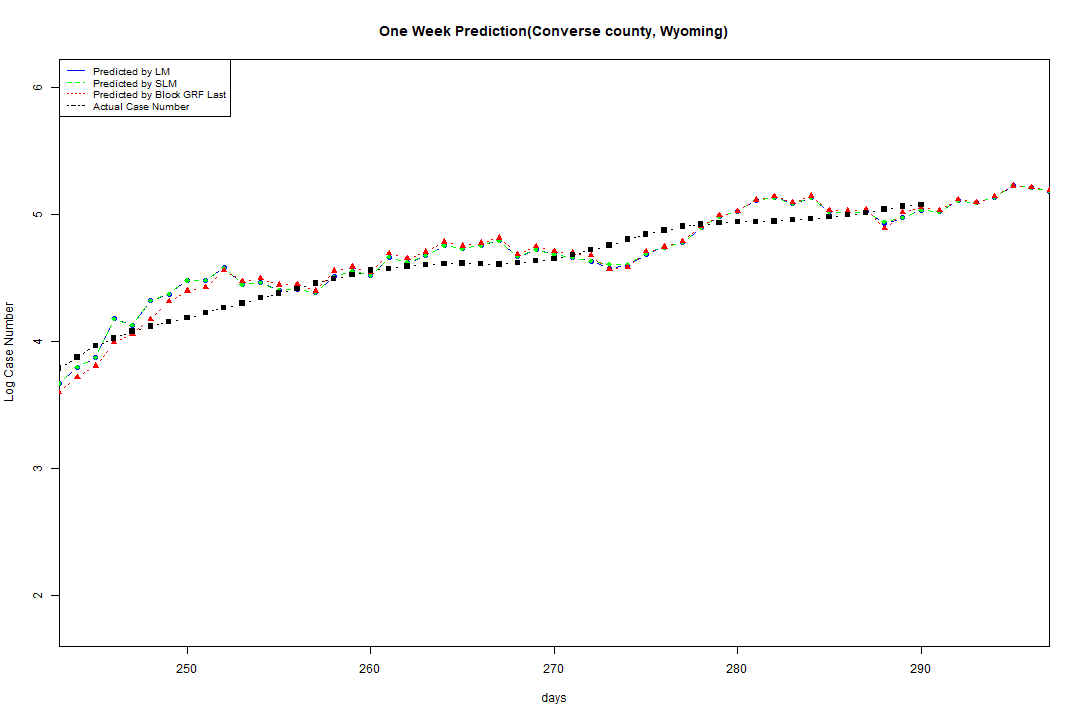 One Week Prediction(Converse county, Wyoming)
Predicted by LM
Predicted by SLM
Predicted by Block GRF Last
Actual Case Number
6
5
4
3
2
Log Case Number
250 260 270 280 290
days